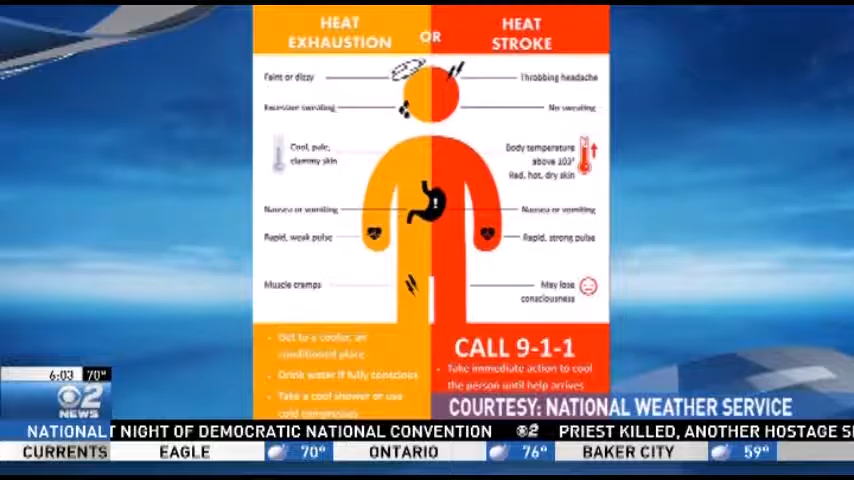 HEAT
EXHAUSTION
OR
HEAT
STROKE
Faint or dizzy
Throbbing headache
Excessive sweating
No sweating
Cool, pale,
clammy skin
Body temperature
above 103°
Red, hot, dry skin
Nausea or vomiting
Nausea or vomiting
Rapid, weak pulse
Rapid, strong pulse
Muscle cramps
May lose
consciousness
• Get to a cooler, air
conditioned place
• Drink water if fully conscious
• Take a cool shower or use
cold compresses
CALL 9-1-1
• Take immediate action to cool
the person until help arrives
6:03 70°
2
NEWS
COURTESY: NATIONAL WEATHER SERVICE
NATIONAL T NIGHT OF DEMOCRATIC NATIONAL CONVENTION 2 PRIEST KILLED, ANOTHER HOSTAGE S
CURRENTS EAGLE 70° ONTARIO 76° BAKER CITY 59°